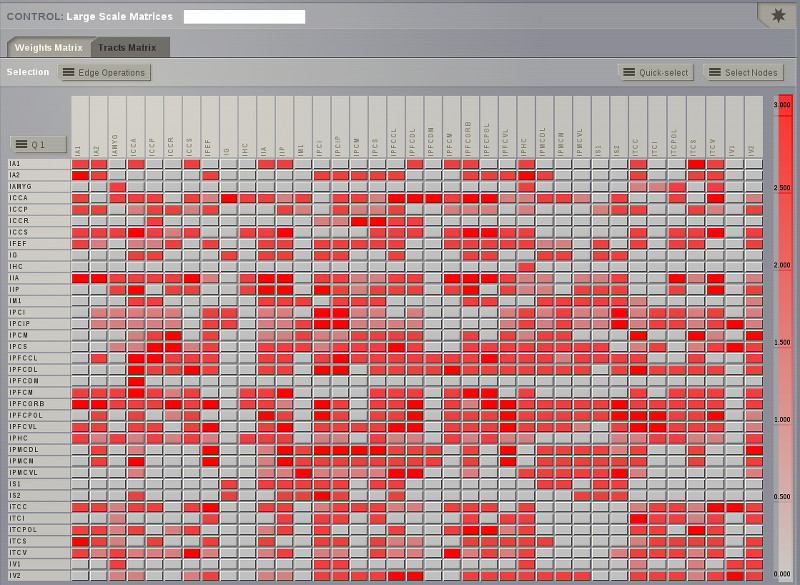 CONTROL: Large Scale Matrices
Weights Matrix
Tracts Matrix
Selection
Edge Operations
Quick-select
Select Nodes
Q 1
IA1
IA2
IAMYG
ICCA
ICCP
ICCR
ICCS
IFEF
IG
IHC
IIA
IIP
IM1
IPCI
IPCIP
IPCM
IPCS
IPFCCL
IPFCDL
IPFCDM
IPFCM
IPFCORB
IPFCPOL
IPFCVL
IPHC
IPMCDL
IPMCM
IPMCVL
IS1
IS2
ITCC
ITCI
ITCPOL
ITCS
ITCV
IV1
IV2
IA1
IA2
IAMYG
ICCA
ICCP
ICCR
ICCS
IFEF
IG
IHC
IIA
IIP
IM1
IPCI
IPCIP
IPCM
IPCS
IPFCCL
IPFCDL
IPFCDM
IPFCM
IPFCORB
IPFCPOL
IPFCVL
IPHC
IPMCDL
IPMCM
IPMCVL
IS1
IS2
ITCC
ITCI
ITCPOL
ITCS
ITCV
IV1
IV2
3.000
2.500
2.000
1.500
1.000
0.500
0.000